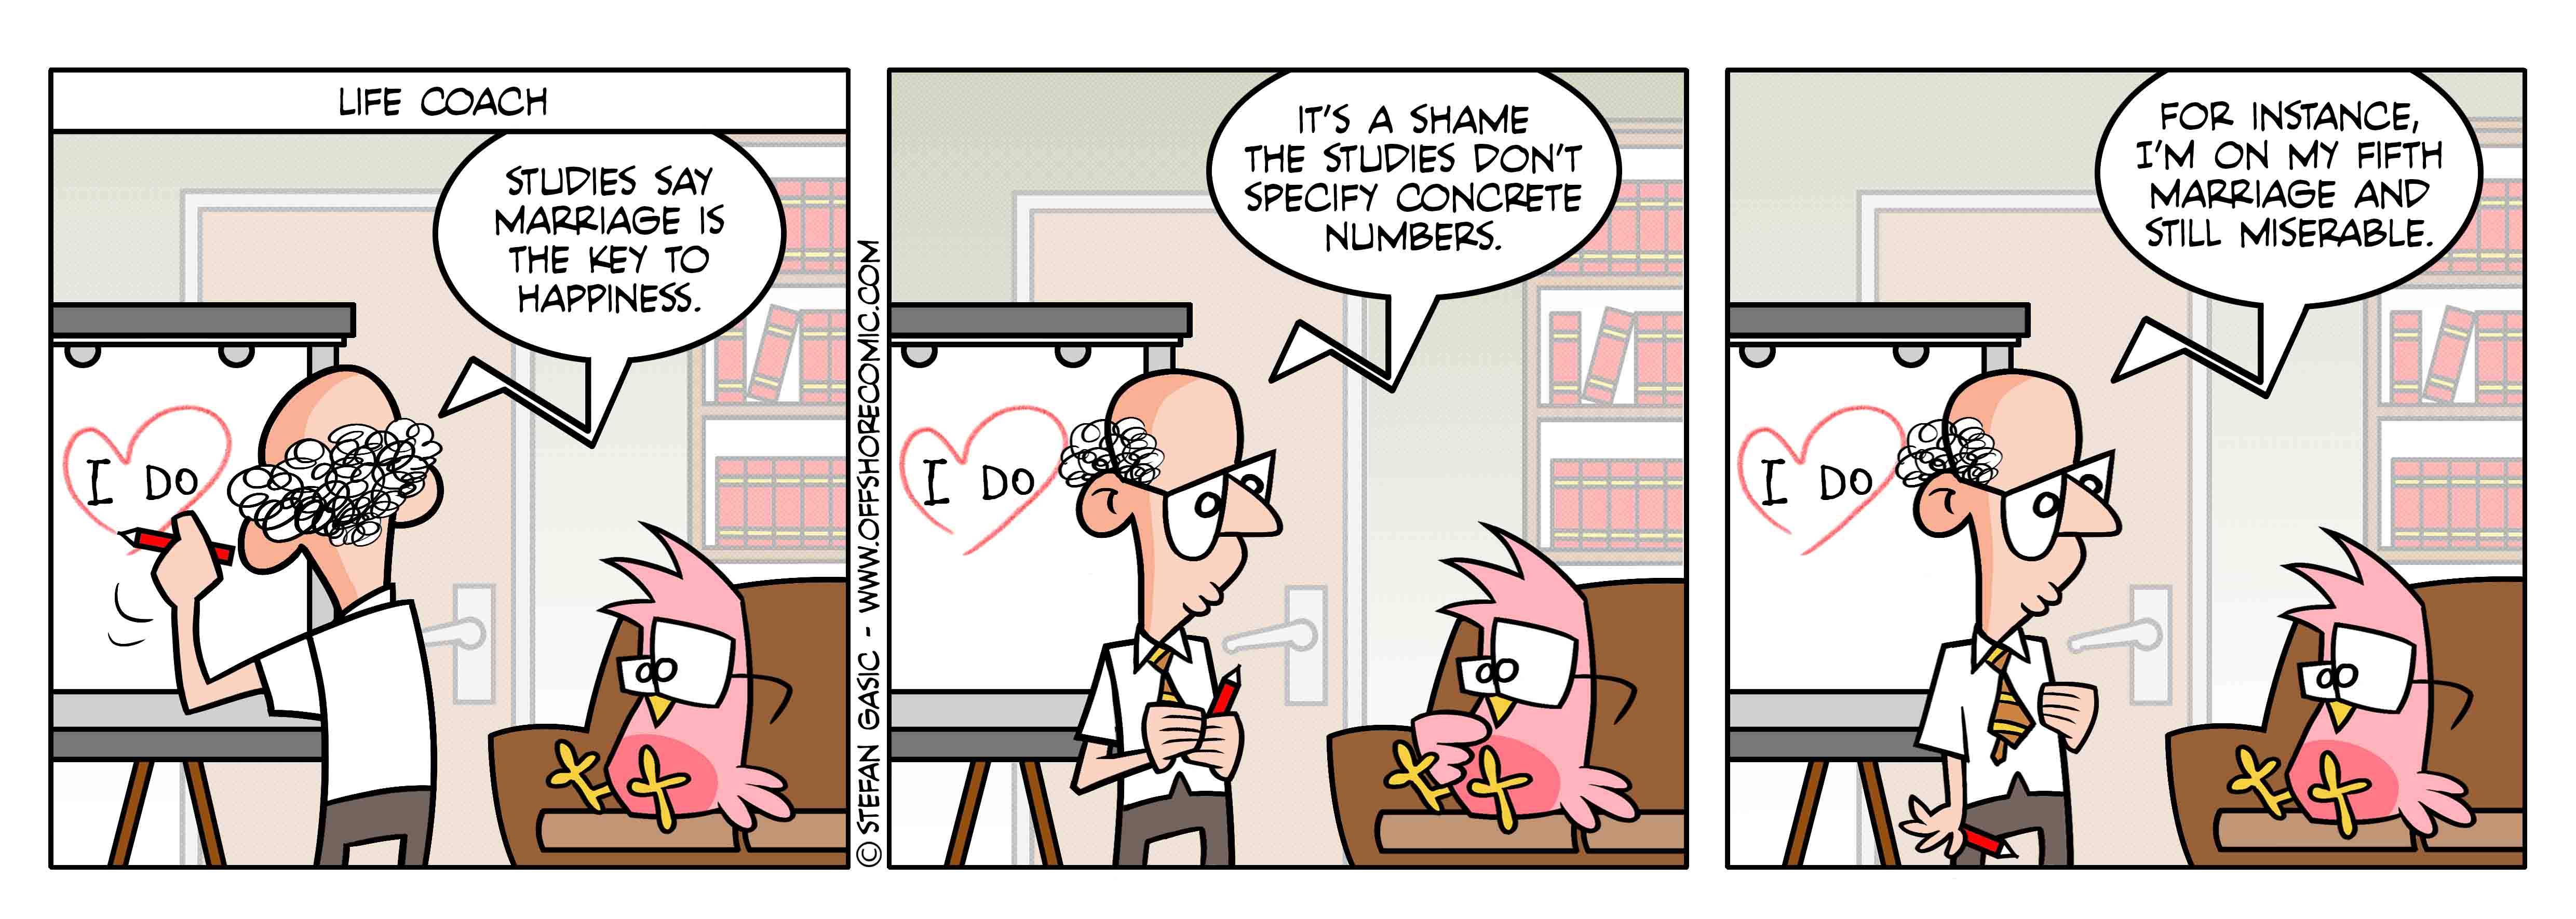 LIFE COACH
STUDIES SAY
MARRIAGE IS
THE KEY TO
HAPPINESS.
I DO
© STEFAN GASIC - WWW.OFFSHORECOMIC.COM
IT'S A SHAME
THE STUDIES DON'T
SPECIFY CONCRETE
NUMBERS.
I DO
FOR INSTANCE,
I'M ON MY FIFTH
MARRIAGE AND
STILL MISERABLE.
I DO